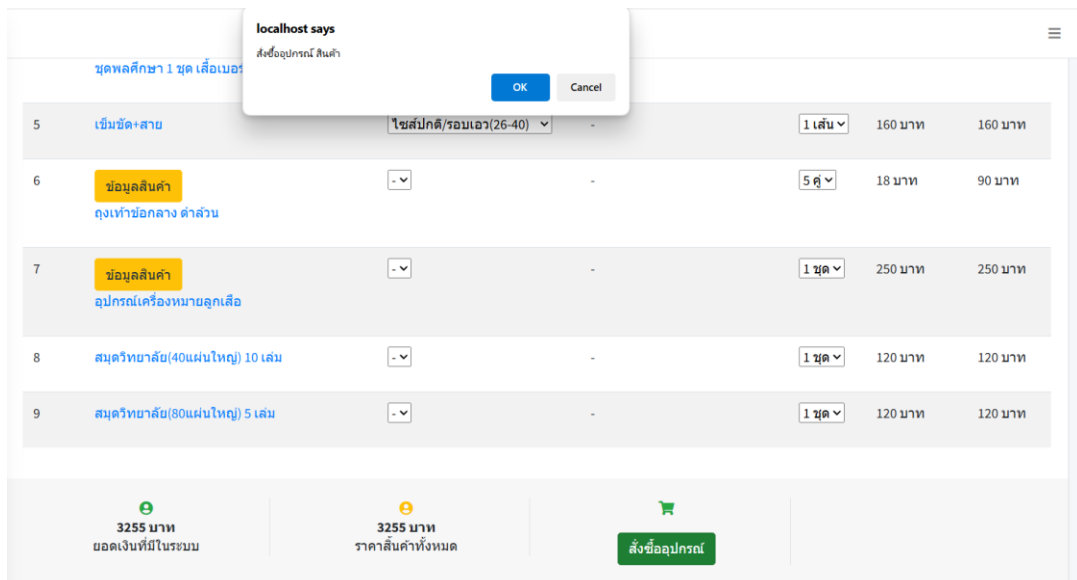 localhost says
สั่งซื้ออุปกรณ์ สินค้า
OK Cancel
ชุดพลศึกษา 1 ชุด เสื้อเบอร์
5 เข็มขัด+สาย ไซส์ปกติ/รอบเอว(26-40) - 1 เส้น 160 บาท 160 บาท
6 ข้อมูลสินค้า - - 5 คู่ 18 บาท 90 บาท
ถุงเท้าข้อกลาง ดำล้วน
7 ข้อมูลสินค้า - - 1 ชุด 250 บาท 250 บาท
อุปกรณ์เครื่องหมายลูกเสือ
8 สมุดวิทยาลัย(40แผ่นใหญ่) 10 เล่ม - - 1 ชุด 120 บาท 120 บาท
9 สมุดวิทยาลัย(80แผ่นใหญ่) 5 เล่ม - - 1 ชุด 120 บาท 120 บาท
3255 บาท 3255 บาท
ยอดเงินที่มีในระบบ ราคาสินค้าทั้งหมด สั่งซื้ออุปกรณ์